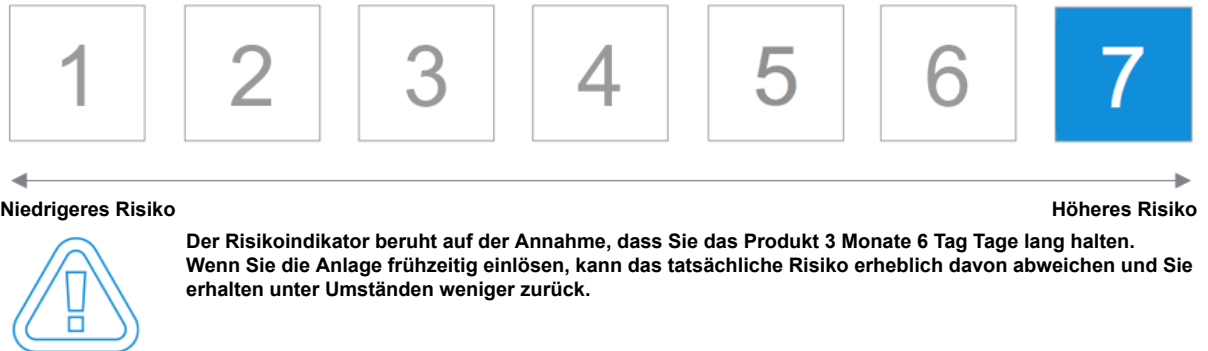 1 2 3 4 5 6 7
Niedrigeres Risiko Höheres Risiko
Der Risikoindikator beruht auf der Annahme, dass Sie das Produkt 3 Monate 6 Tag Tage lang halten.
Wenn Sie die Anlage frühzeitig einlösen, kann das tatsächliche Risiko erheblich davon abweichen und Sie
erhalten unter Umständen weniger zurück.